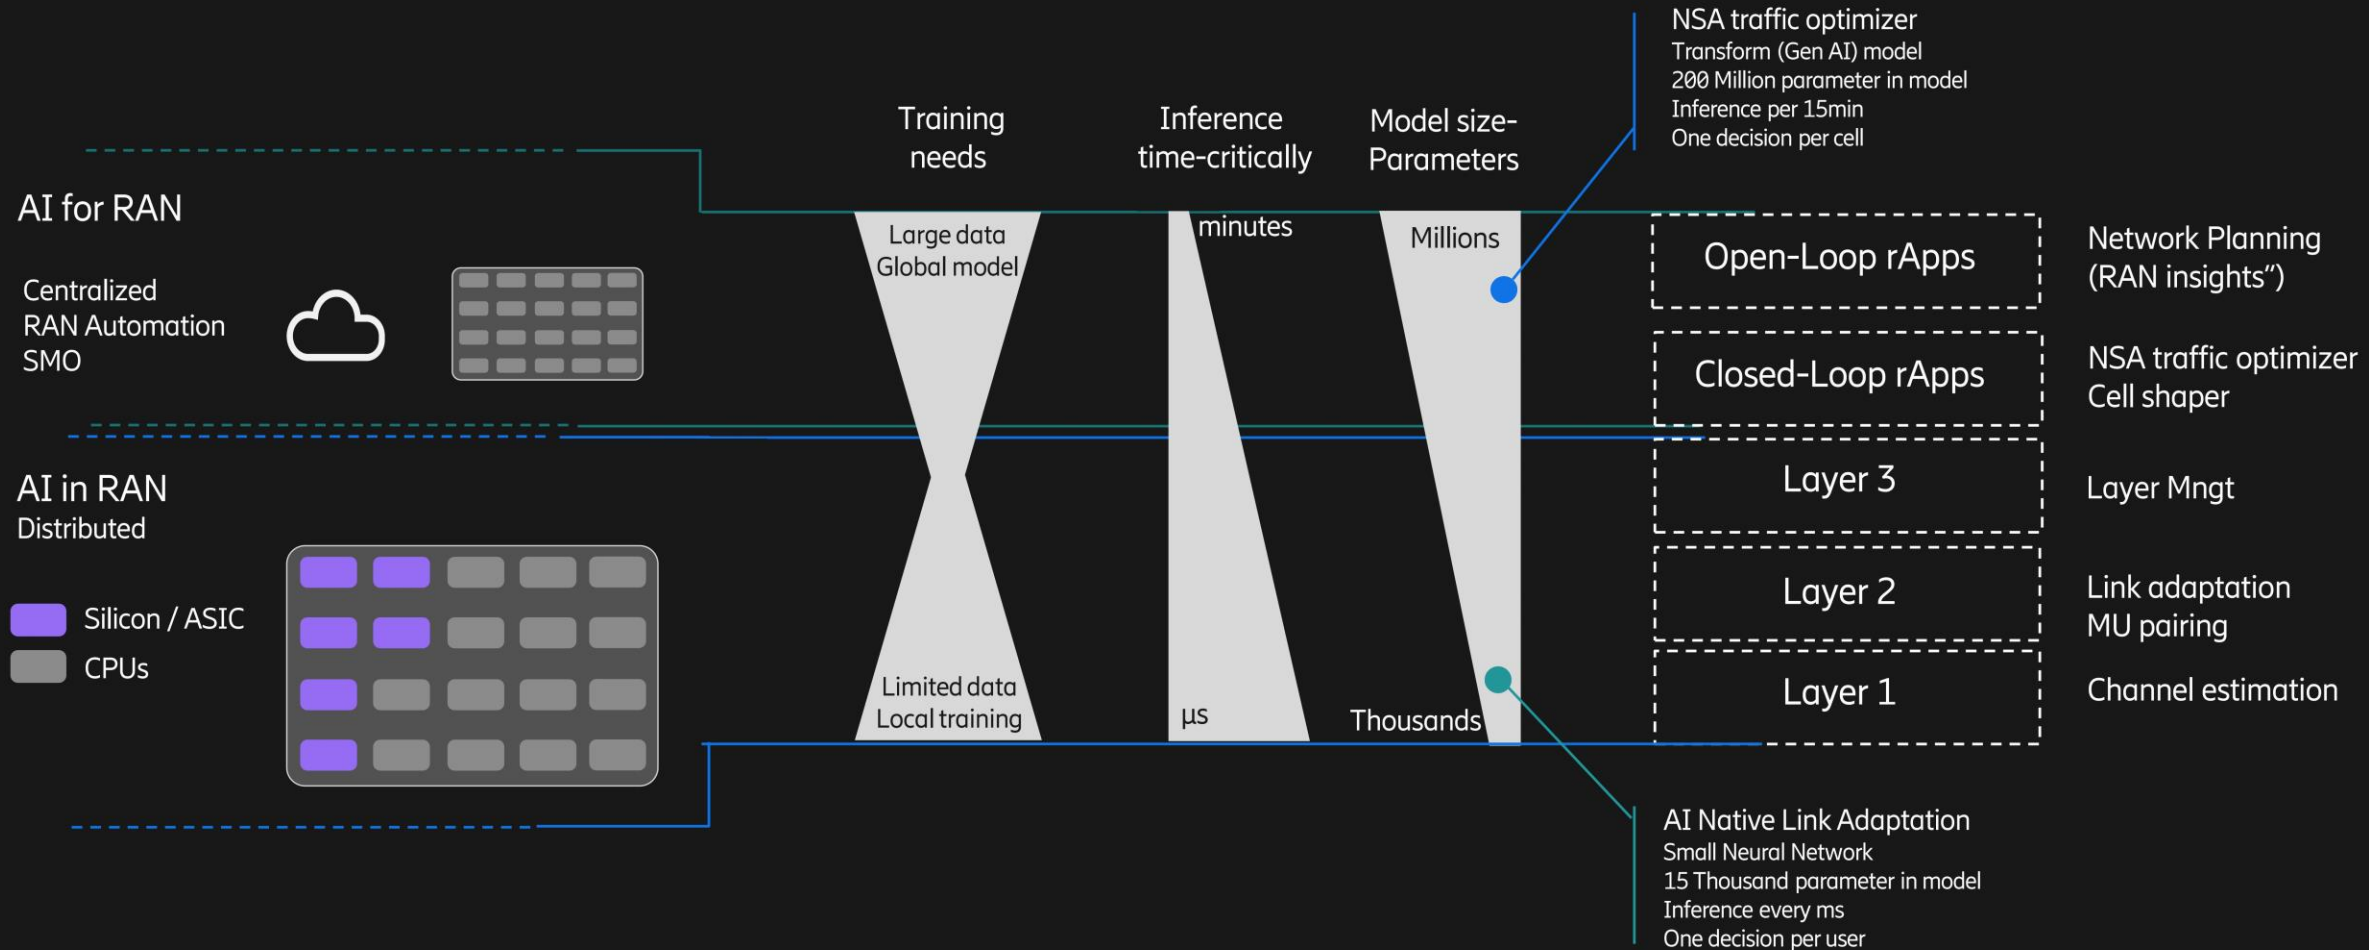 NSA traffic optimizer
Transform (Gen AI) model
200 Million parameter in model
Inference per 15min
One decision per cell
Training
needs
Inference
time-critically
Model size-
Parameters
AI for RAN
Centralized
RAN Automation
SMO
Large data
Global model
minutes
Millions
Open-Loop rApps
Network Planning
(RAN insights”)
Closed-Loop rApps
NSA traffic optimizer
Cell shaper
AI in RAN
Distributed
Silicon / ASIC
CPUs
Layer 3
Layer Mngt
Layer 2
Link adaptation
MU pairing
Limited data
Local training
µs
Thousands
Layer 1
Channel estimation
AI Native Link Adaptation
Small Neural Network
15 Thousand parameter in model
Inference every ms
One decision per user